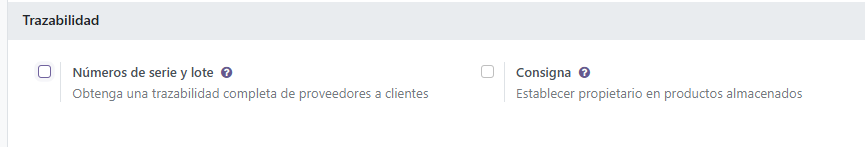 Trazabilidad
Números de serie y lote ?
Obtenga una trazabilidad completa de proveedores a clientes
Consigna ?
Establecer propietario en productos almacenados